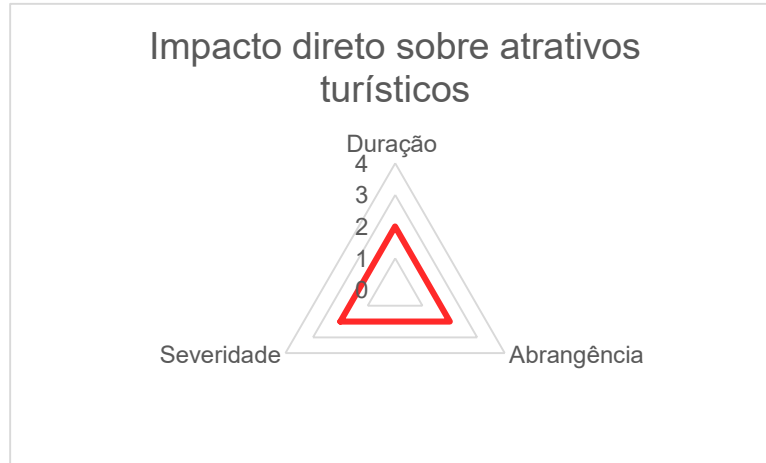 Impacto direto sobre atrativos
turísticos
Duração
4
3
2
1
0
Severidade
Abrangência